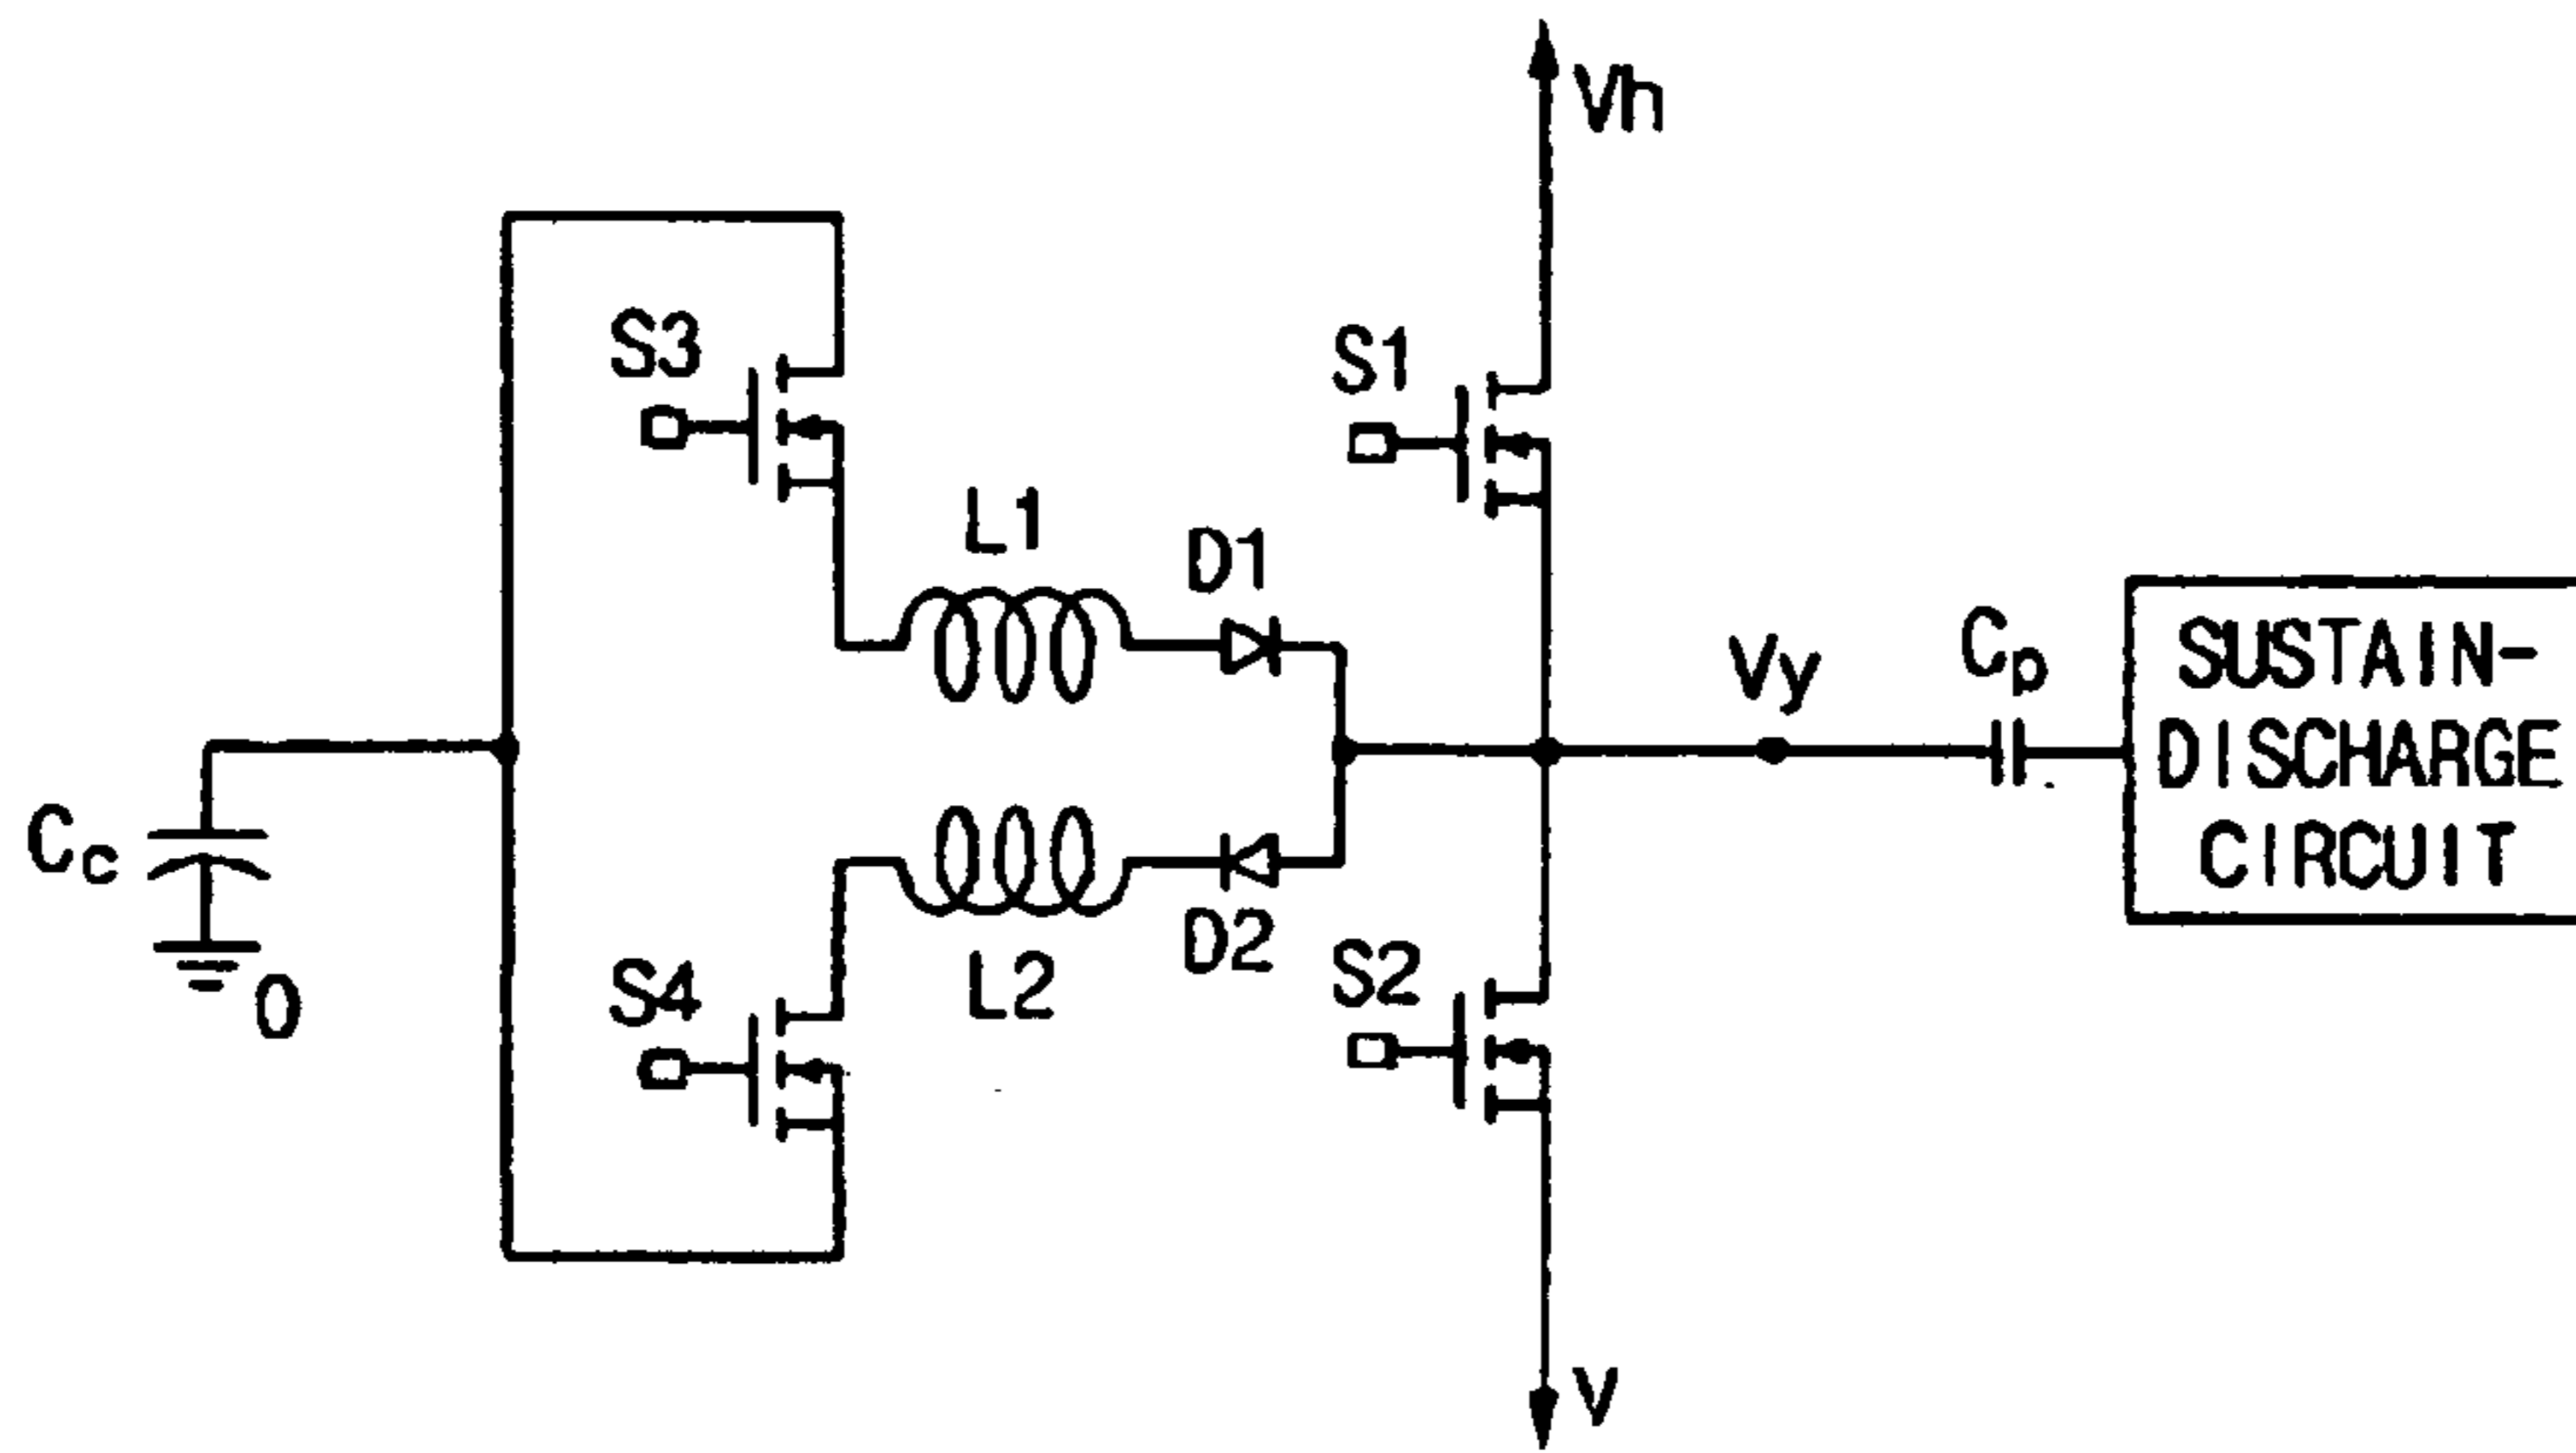 Vh
S3
S1
L1
D1
Vy
Cp
SUSTAIN-
DISCHARGE
CIRCUIT
Cc
0
S4
L2
D2
S2
V